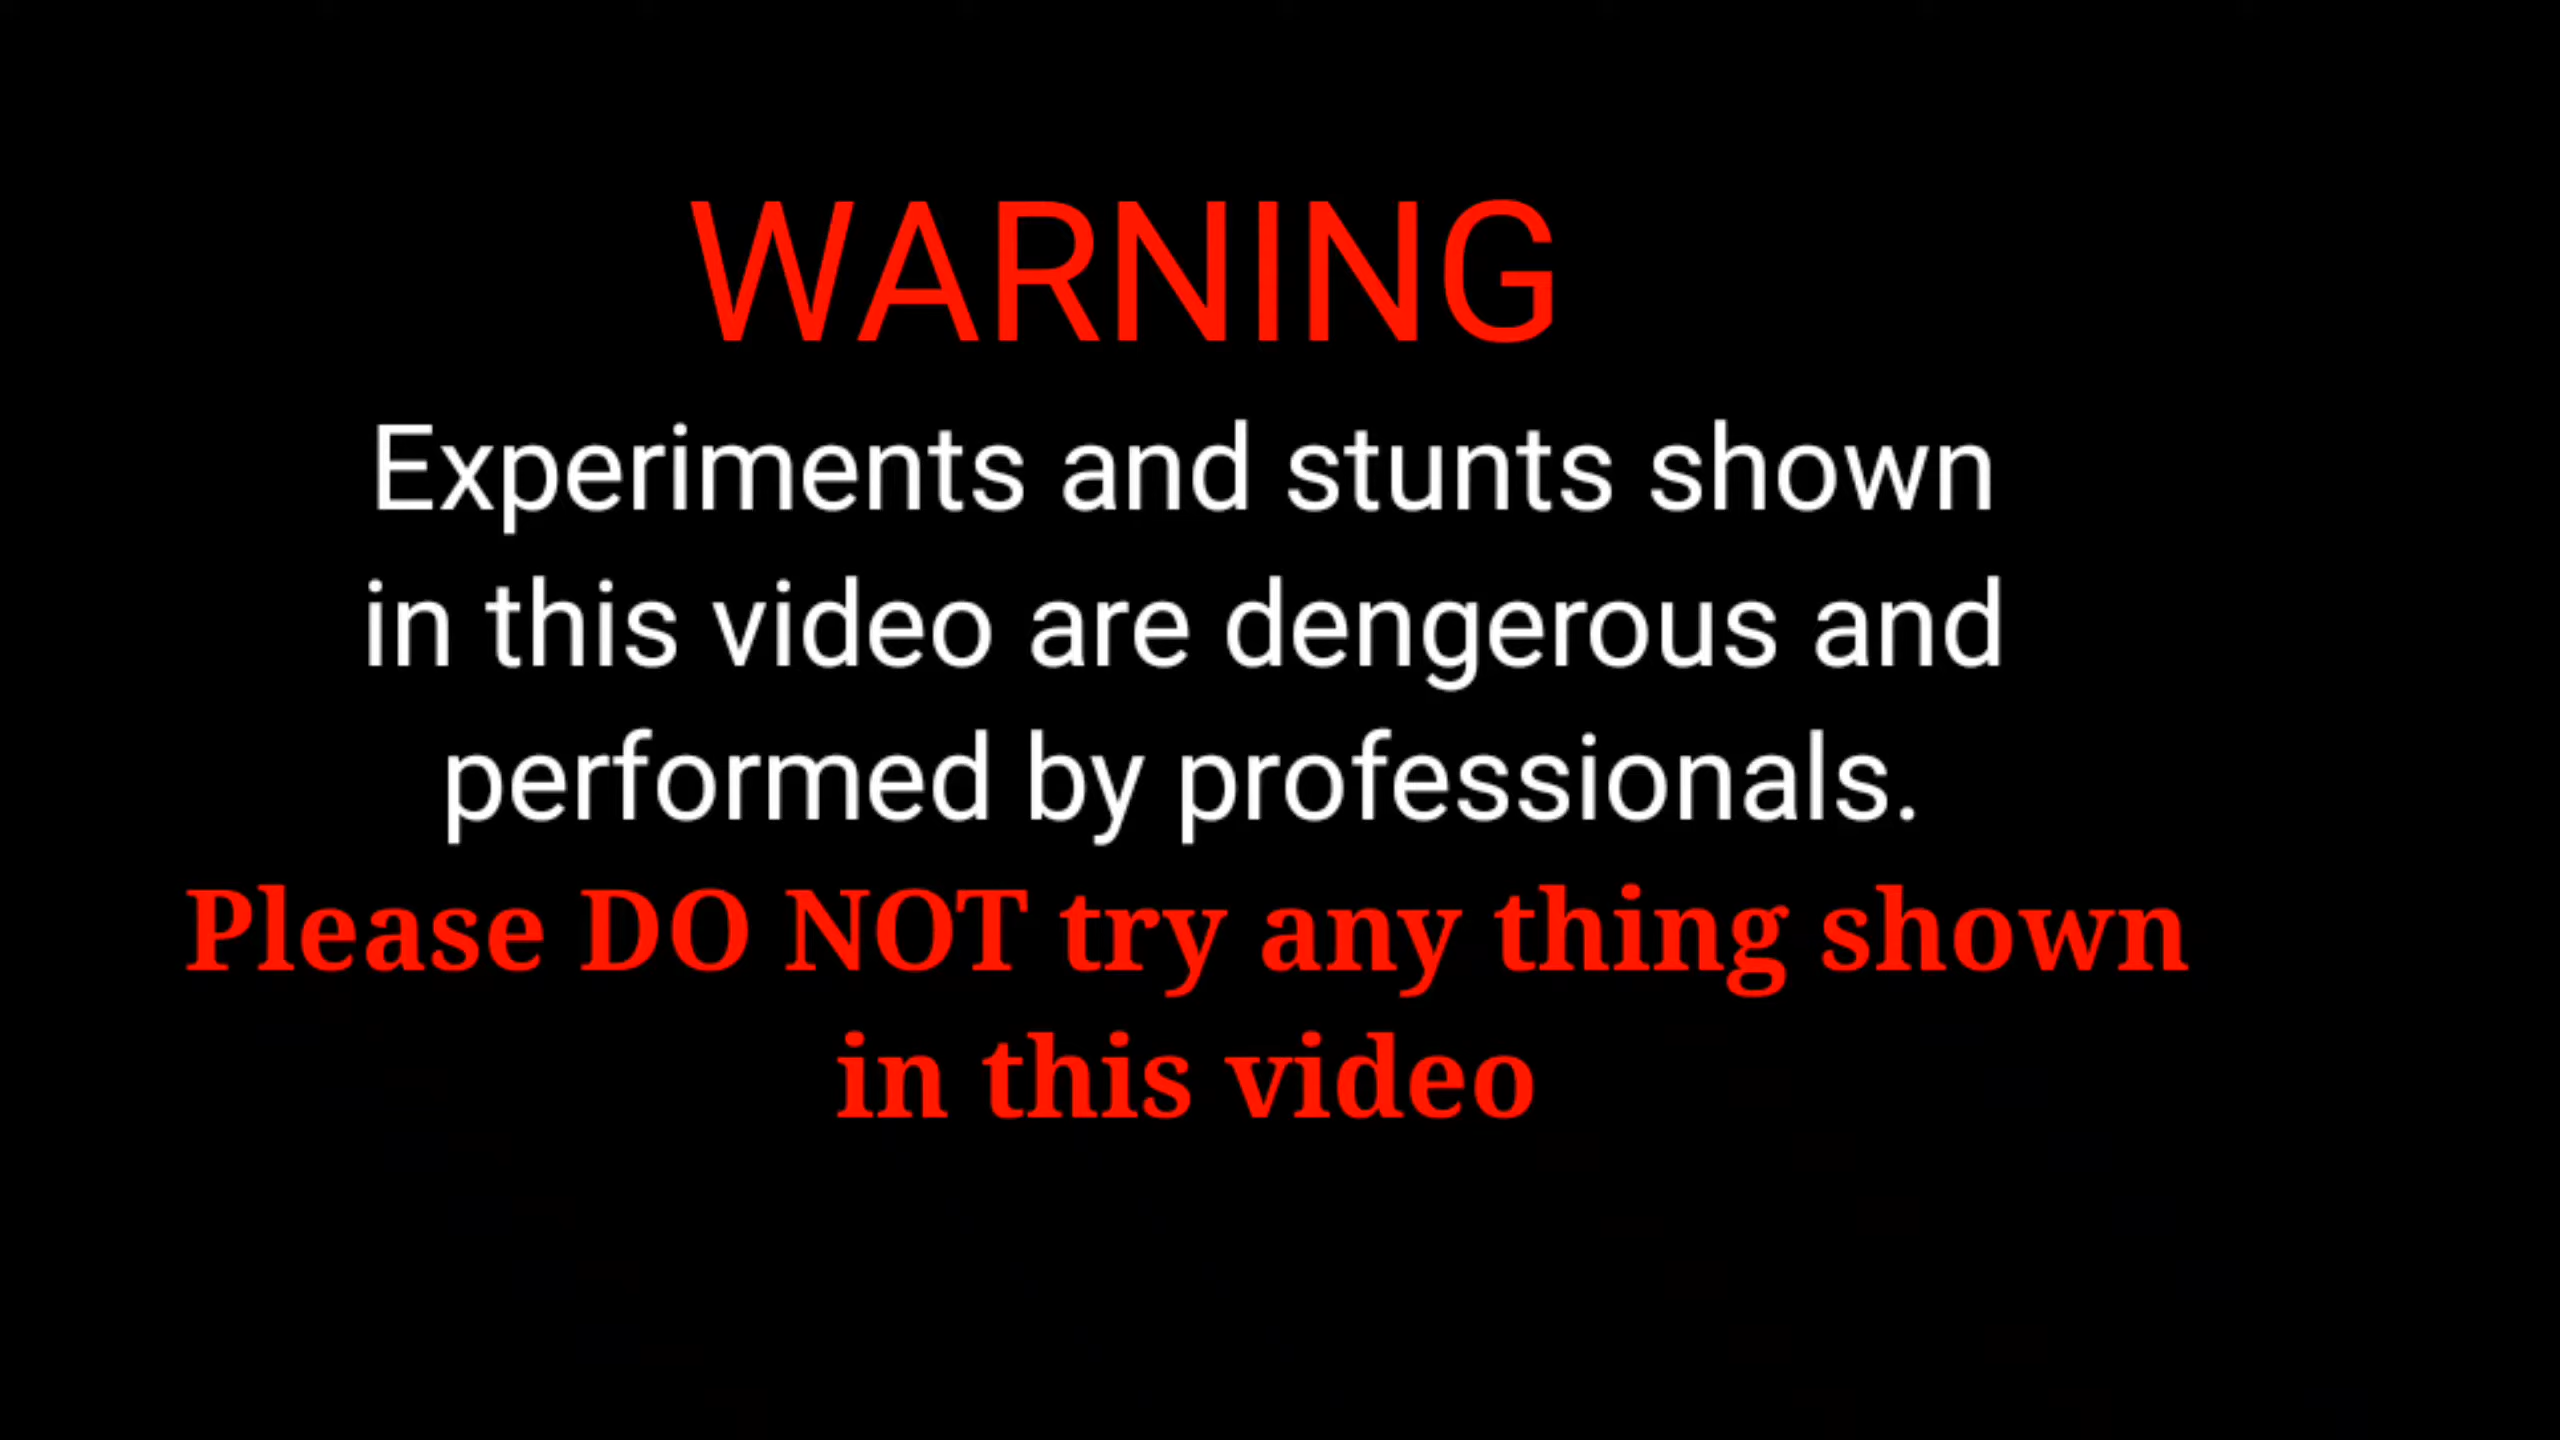 WARNING
Experiments and stunts shown
in this video are dengerous and
performed by professionals.
Please DO NOT try any thing shown
in this video